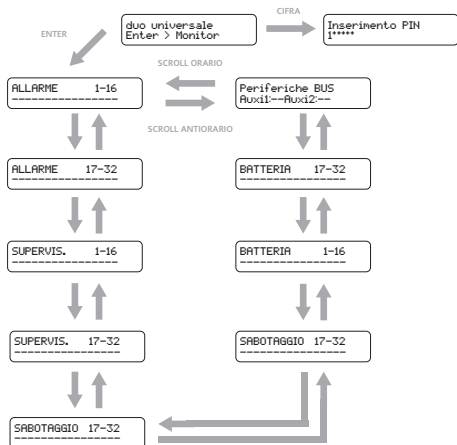 CIFRA
duo universale
Enter > Monitor
Inserimento PIN
1*****
ENTER
SCROLL ORARIO
ALLARME 1-16
----------------
Periferiche BUS
Aux1:--Aux2:--
SCROLL ANTIORARIO
ALLARME 17-32
----------------
BATTERIA 17-32
----------------
SUPERVIS. 1-16
----------------
BATTERIA 1-16
----------------
SUPERVIS. 17-32
----------------
SABOTAGGIO 17-32
----------------
SABOTAGGIO 17-32
----------------